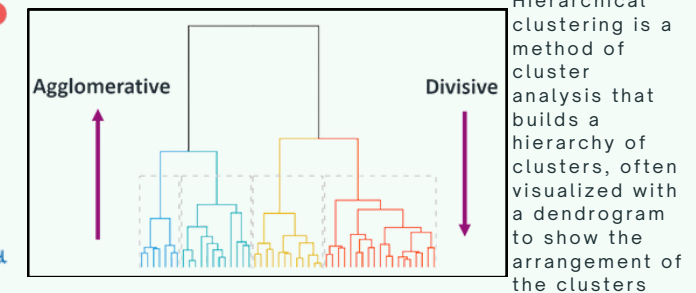 Agglomerative
Divisive
Hierarchical
clustering is a
method of
cluster
analysis that
builds a
hierarchy of
clusters, often
visualized with
a dendrogram
to show the
arrangement of
the clusters